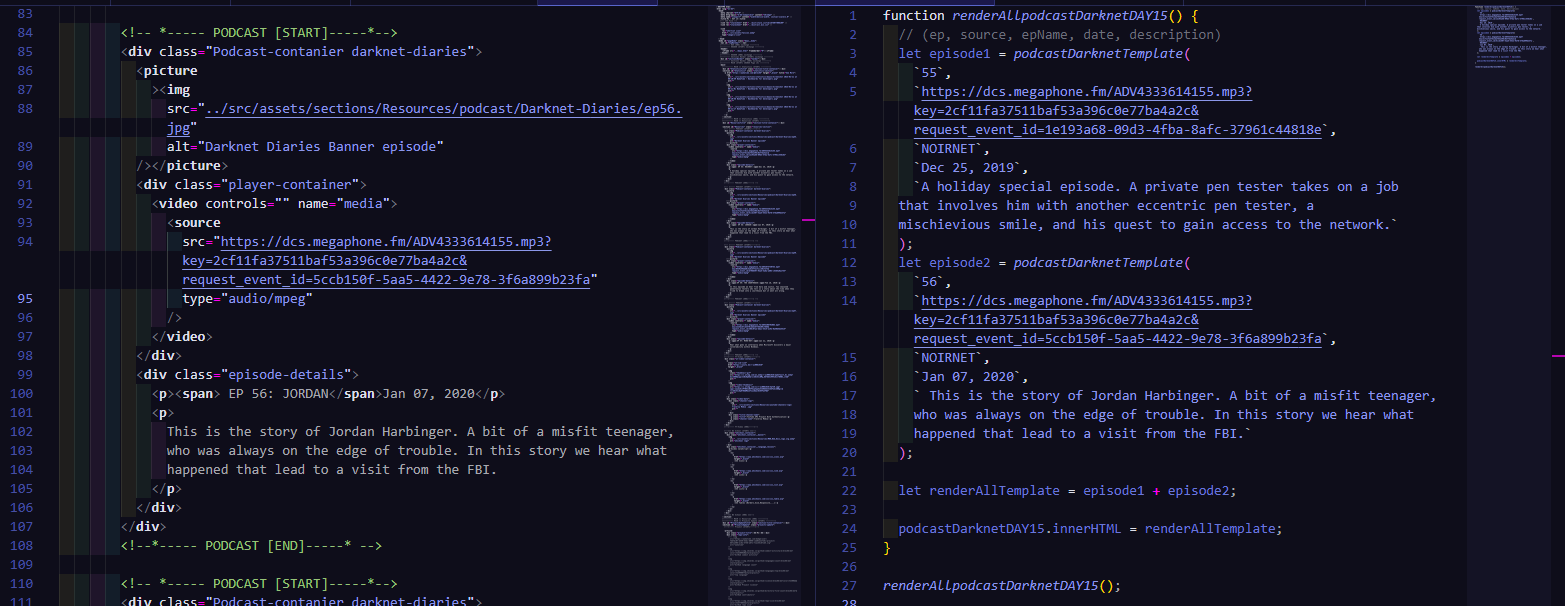 83
84 <!-- *----- PODCAST [START]-----*-->
85 <div class="Podcast-contanier darknet-diaries">
86 <picture
87 ><img
88 src="../src/assets/sections/Resources/podcast/Darknet-Diaries/ep56.
jpg"
89 alt="Darknet Diaries Banner episode"
90 /></picture>
91 <div class="player-container">
92 <video controls="" name="media">
93 <source
94 src="https://dcs.megaphone.fm/ADV4333614155.mp3?
key=2cf11fa37511baf53a396c0e77ba4a2c&
request_event_id=5ccb150f-5aa5-4422-9e78-3f6a899b23fa"
95 type="audio/mpeg"
96 />
97 </video>
98 </div>
99 <div class="episode-details">
100 <p><span> EP 56: JORDAN</span>Jan 07, 2020</p>
101 <p>
102 This is the story of Jordan Harbinger. A bit of a misfit teenager,
103 who was always on the edge of trouble. In this story we hear what
104 happened that lead to a visit from the FBI.
105 </p>
106 </div>
107 </div>
108 <!--*----- PODCAST [END]-----* -->
109
110 <!-- *----- PODCAST [START]-----*-->
111 <div class="Podcast-contanier darknet-diaries">
1 function renderAllpodcastDarknetDAY15() {
2 // (ep, source, epName, date, description)
3 let episode1 = podcastDarknetTemplate(
4 `55`,
5 `https://dcs.megaphone.fm/ADV4333614155.mp3?
key=2cf11fa37511baf53a396c0e77ba4a2c&
request_event_id=1e193a68-09d3-4fba-8afc-37961c44818e`,
6 `NOIRNET`,
7 `Dec 25, 2019`,
8 `A holiday special episode. A private pen tester takes on a job
9 that involves him with another eccentric pen tester, a
10 mischievious smile, and his quest to gain access to the network.`
11 );
12 let episode2 = podcastDarknetTemplate(
13 `56`,
14 `https://dcs.megaphone.fm/ADV4333614155.mp3?
key=2cf11fa37511baf53a396c0e77ba4a2c&
request_event_id=5ccb150f-5aa5-4422-9e78-3f6a899b23fa`,
15 `NOIRNET`,
16 `Jan 07, 2020`,
17 ` This is the story of Jordan Harbinger. A bit of a misfit teenager,
18 who was always on the edge of trouble. In this story we hear what
19 happened that lead to a visit from the FBI.`
20 );
21
22 let renderAllTemplate = episode1 + episode2;
23
24 podcastDarknetDAY15.innerHTML = renderAllTemplate;
25 }
26
27 renderAllpodcastDarknetDAY15();
28